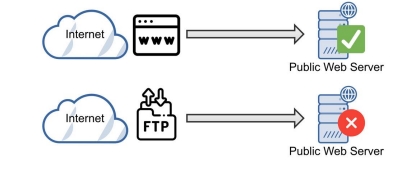 Internet
WWW
Public Web Server
Internet
FTP
Public Web Server